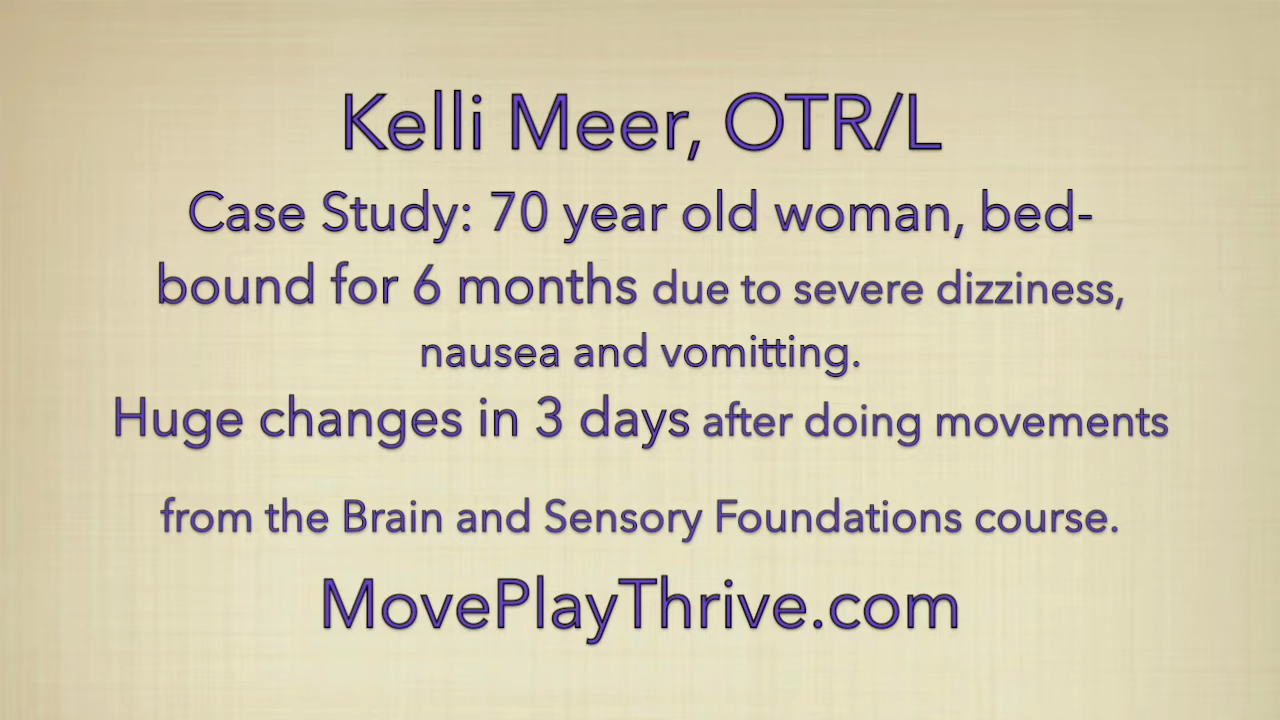 Kelli Meer, OTR/L
Case Study: 70 year old woman, bed-
bound for 6 months due to severe dizziness,
nausea and vomitting.
Huge changes in 3 days after doing movements
from the Brain and Sensory Foundations course.
MovePlayThrive.com